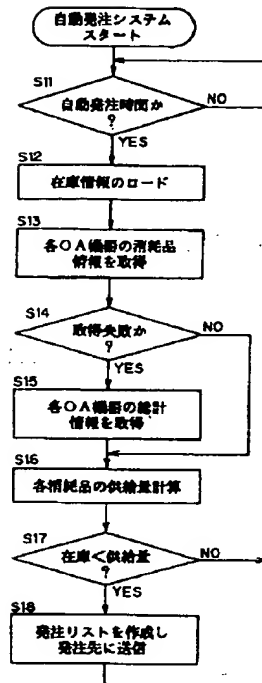 自動発注システム
スタート
S11
自動発注時間か
?
NO
YES
S12
在庫情報のロード
S13
各OA機器の消耗品
情報を取得
S14
取得失敗か
?
NO
YES
S15
各OA機器の統計
情報を取得
S16
各消耗品の供給量計算
S17
在庫<供給量
?
NO
YES
S18
発注リストを作成し
発注先に送信